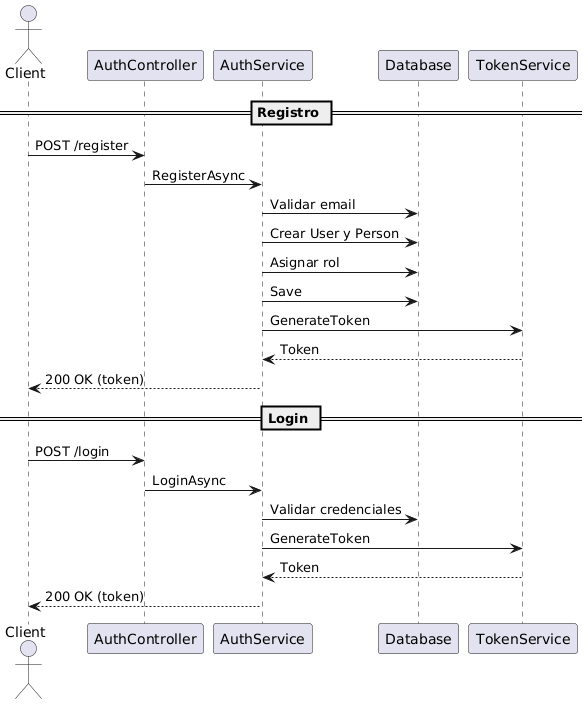 Client
AuthController
AuthService
Database
TokenService
Registro
POST /register
RegisterAsync
Validar email
Crear User y Person
Asignar rol
Save
GenerateToken
Token
200 OK (token)
Login
POST /login
LoginAsync
Validar credenciales
GenerateToken
Token
200 OK (token)
Client
AuthController
AuthService
Database
TokenService